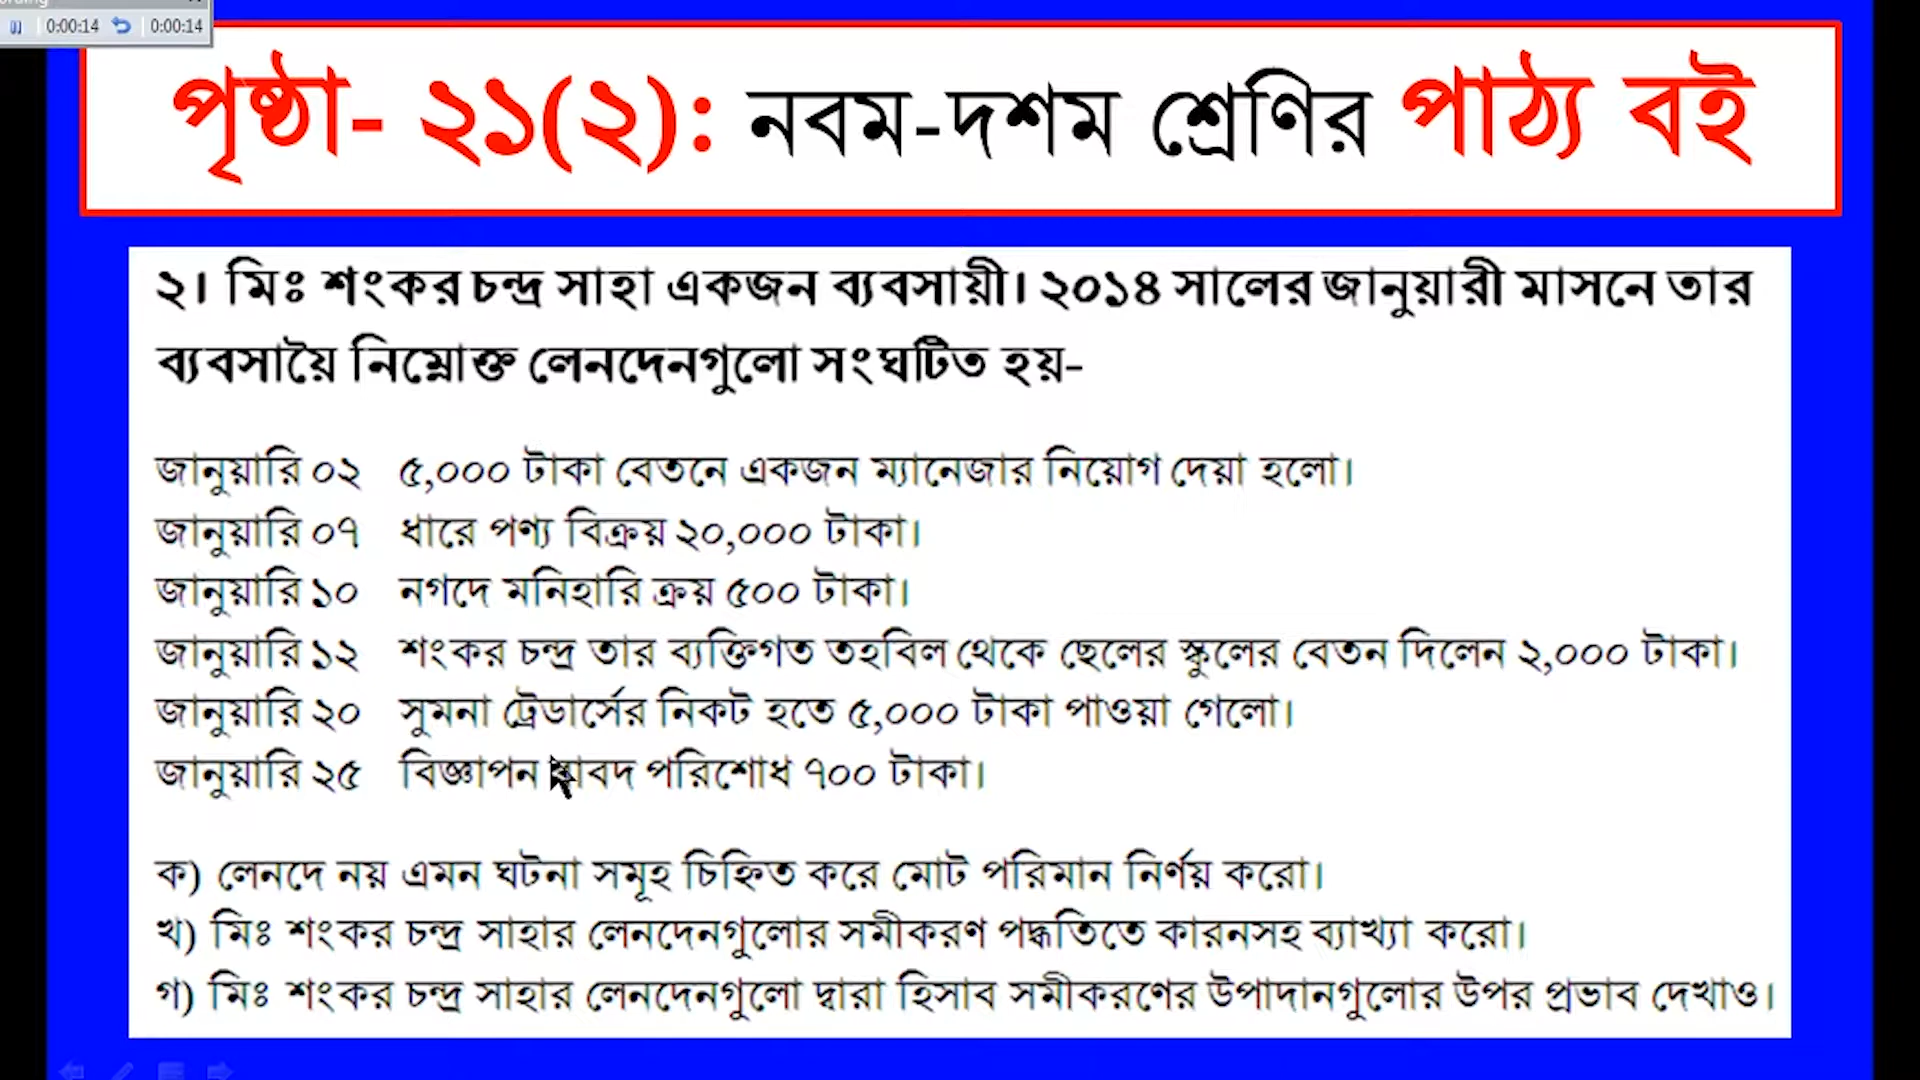 0:00:14 0:00:14
পৃষ্ঠা- ২১(২): নবম-দশম শ্রেণির পাঠ্য বই
২। মিঃ শংকর চন্দ্র সাহা একজন ব্যবসায়ী। ২০১৪ সালের জানুয়ারী মাসনে তার
ব্যবসায়ৈ নিম্নোক্ত লেনদেনগুলো সংঘটিত হয়-
জানুয়ারি ০২ ৫,০০০ টাকা বেতনে একজন ম্যানেজার নিয়োগ দেয়া হলো।
জানুয়ারি ০৭ ধারে পণ্য বিক্রয় ২০,০০০ টাকা।
জানুয়ারি ১০ নগদে মনিহারি ক্রয় ৫০০ টাকা।
জানুয়ারি ১২ শংকর চন্দ্র তার ব্যক্তিগত তহবিল থেকে ছেলের স্কুলের বেতন দিলেন ২,০০০ টাকা।
জানুয়ারি ২০ সুমনা ট্রেডার্সের নিকট হতে ৫,০০০ টাকা পাওয়া গেলো।
জানুয়ারি ২৫ বিজ্ঞাপন বাবদ পরিশোধ ৭০০ টাকা।
ক) লেনদে নয় এমন ঘটনা সমূহ চিহ্নিত করে মোট পরিমান নির্ণয় করো।
খ) মিঃ শংকর চন্দ্র সাহার লেনদেনগুলোর সমীকরণ পদ্ধতিতে কারনসহ ব্যাখ্যা করো।
গ) মিঃ শংকর চন্দ্র সাহার লেনদেনগুলো দ্বারা হিসাব সমীকরণের উপাদানগুলোর উপর প্রভাব দেখাও।